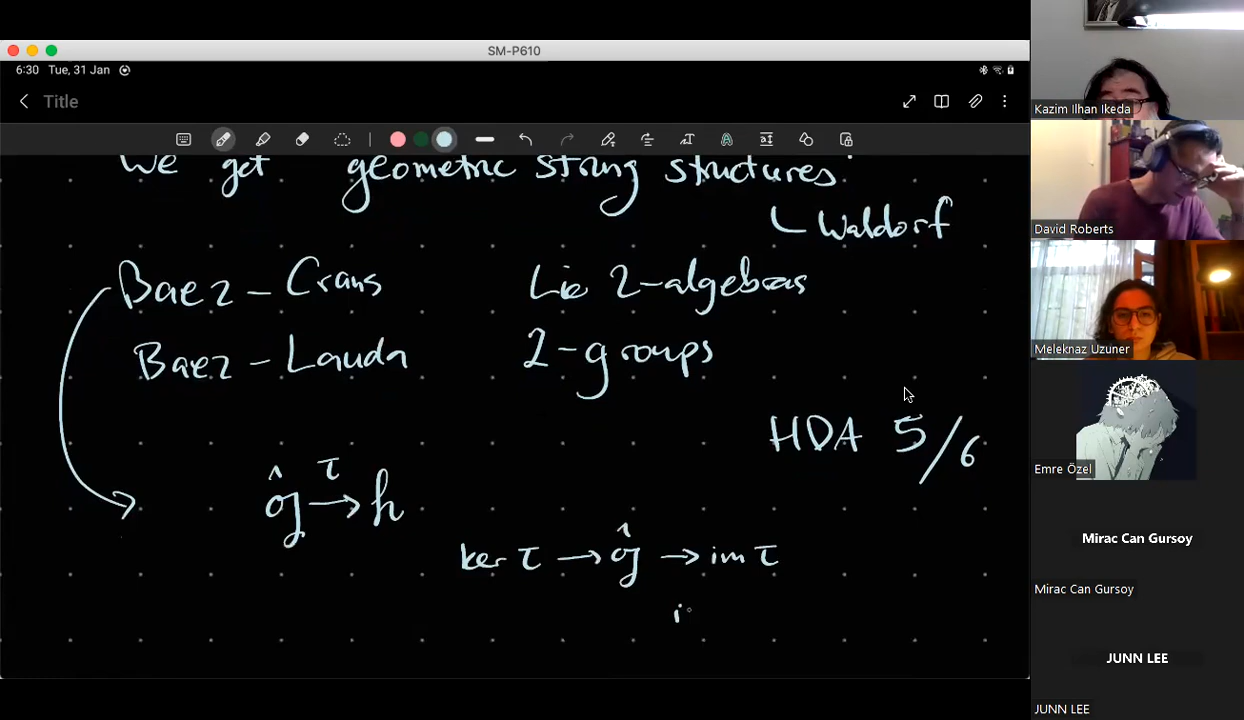 SM-P610
6:30 Tue, 31 Jan
Title
We get geometric string structures
Waldorf
Baez - Crans Lie 2-algebras
Baez - Lauda 2-groups
HDA 5/6
ĝ τ→ h
ker τ → ĝ → im τ
i
Kazim Ilhan Ikeda
David Roberts
Meleknaz Uzuner
Emre Özel
Mirac Can Gursoy
Mirac Can Gursoy
JUNN LEE
JUNN LEE